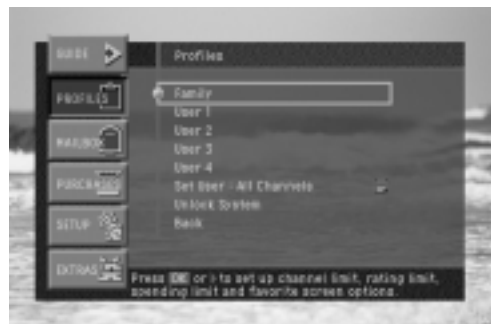 GUIDE
Profiles
PROFILES
Family
User 1
MAILBOX
User 2
User 3
User 4
PURCHASES
Set User : All Channels
Unlock System
SETUP
Back
EXTRAS
Press OK or › to set up channel limit, rating limit,
spending limit and favorite screen options.